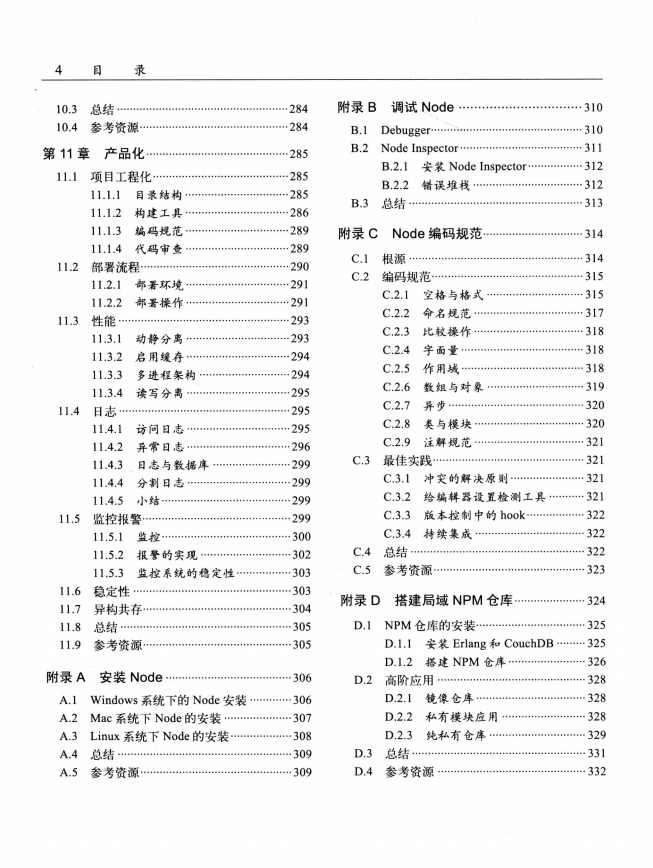 4 目 录
10.3 总结……284
10.4 参考资源……284
第 11 章 产品化……285
11.1 项目工程化……285
11.1.1 目录结构……285
11.1.2 构建工具……286
11.1.3 编码规范……289
11.1.4 代码审查……289
11.2 部署流程……290
11.2.1 部署环境……291
11.2.2 部署操作……291
11.3 性能……293
11.3.1 动静分离……293
11.3.2 启用缓存……294
11.3.3 多进程架构……294
11.3.4 读写分离……295
11.4 日志……295
11.4.1 访问日志……295
11.4.2 异常日志……296
11.4.3 日志与数据库……299
11.4.4 分割日志……299
11.4.5 小结……299
11.5 监控报警……299
11.5.1 监控……300
11.5.2 报警的实现……302
11.5.3 监控系统的稳定性……303
11.6 稳定性……303
11.7 异构共存……304
11.8 总结……305
11.9 参考资源……305
附录 A 安装 Node……306
A.1 Windows 系统下的 Node 安装……306
A.2 Mac 系统下 Node 的安装……307
A.3 Linux 系统下 Node 的安装……308
A.4 总结……309
A.5 参考资源……309
附录 B 调试 Node……310
B.1 Debugger……310
B.2 Node Inspector……311
B.2.1 安装 Node Inspector……312
B.2.2 错误堆栈……312
B.3 总结……313
附录 C Node 编码规范……314
C.1 根源……314
C.2 编码规范……315
C.2.1 空格与格式……315
C.2.2 命名规范……317
C.2.3 比较操作……318
C.2.4 字面量……318
C.2.5 作用域……318
C.2.6 数组与对象……319
C.2.7 异步……320
C.2.8 类与模块……320
C.2.9 注解规范……321
C.3 最佳实践……321
C.3.1 冲突的解决原则……321
C.3.2 给编辑器设置检测工具……321
C.3.3 版本控制中的 hook……322
C.3.4 持续集成……322
C.4 总结……322
C.5 参考资源……323
附录 D 搭建局域 NPM 仓库……324
D.1 NPM 仓库的安装……325
D.1.1 安装 Erlang 和 CouchDB……325
D.1.2 搭建 NPM 仓库……326
D.2 高阶应用……328
D.2.1 镜像仓库……328
D.2.2 私有模块应用……328
D.2.3 纯私有仓库……329
D.3 总结……331
D.4 参考资源……332